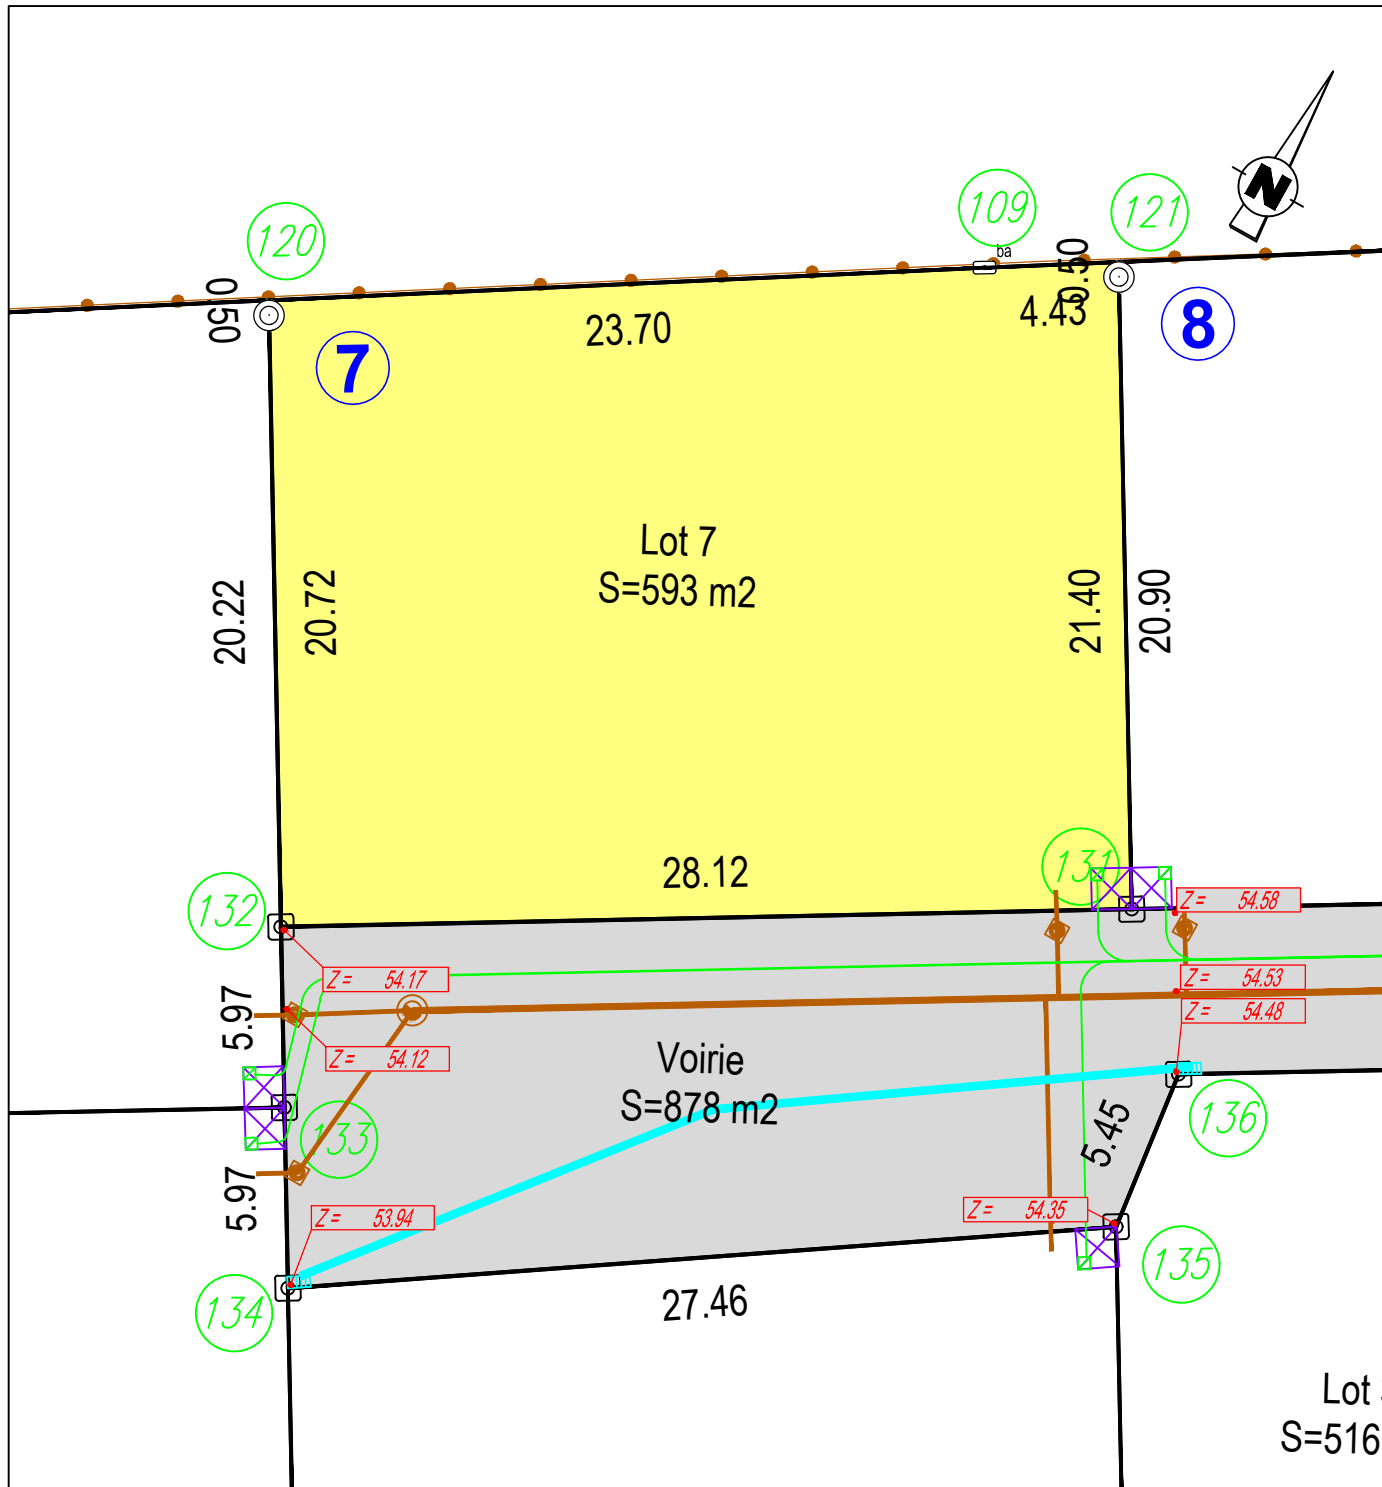 N
109
121
120
ba
0.50
0.50
4.43
23.70
7
8
Lot 7
S=593 m2
20.22
20.72
21.40
20.90
28.12
131
132
Z= 54.58
Z= 54.17
Z= 54.53
Z= 54.48
5.97
Z= 54.12
Voirie
S=878 m2
5.45
136
133
5.97
Z= 53.94
Z= 54.35
135
134
27.46
Lot
S=516